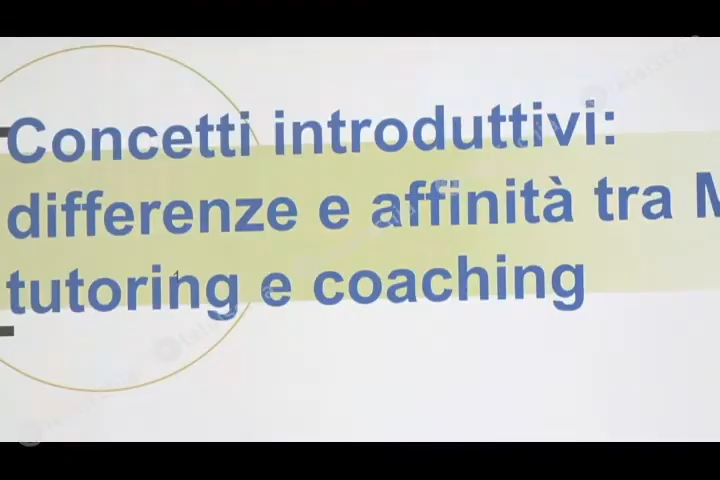 Concetti introduttivi:
differenze e affinità tra
tutoring e coaching